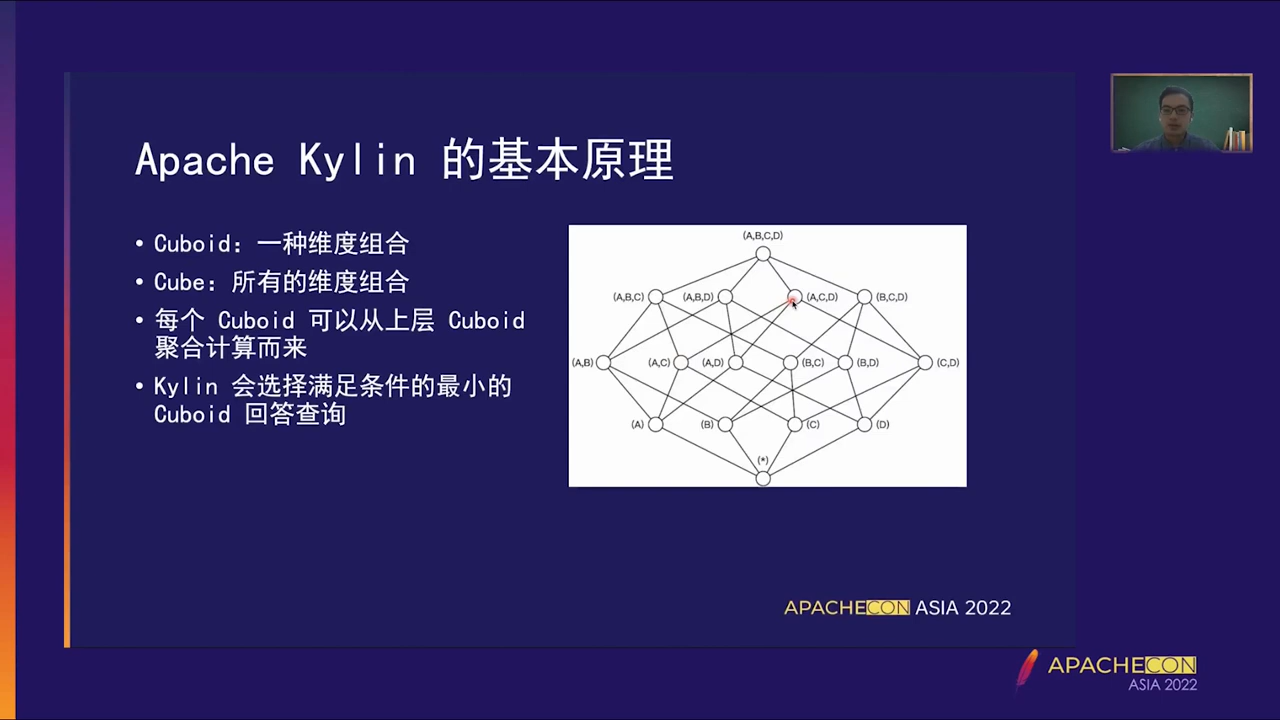 Apache Kylin 的基本原理
• Cuboid：一种维度组合
• Cube：所有的维度组合
• 每个 Cuboid 可以从上层 Cuboid
聚合计算而来
• Kylin 会选择满足条件的最小的
Cuboid 回答查询
(A,B,C,D)
(A,B,C) (A,B,D) (A,C,D) (B,C,D)
(A,B) (A,C) (A,D) (B,C) (B,D) (C,D)
(A) (B) (C) (D)
(*)
APACHECON ASIA 2022
APACHECON
ASIA 2022